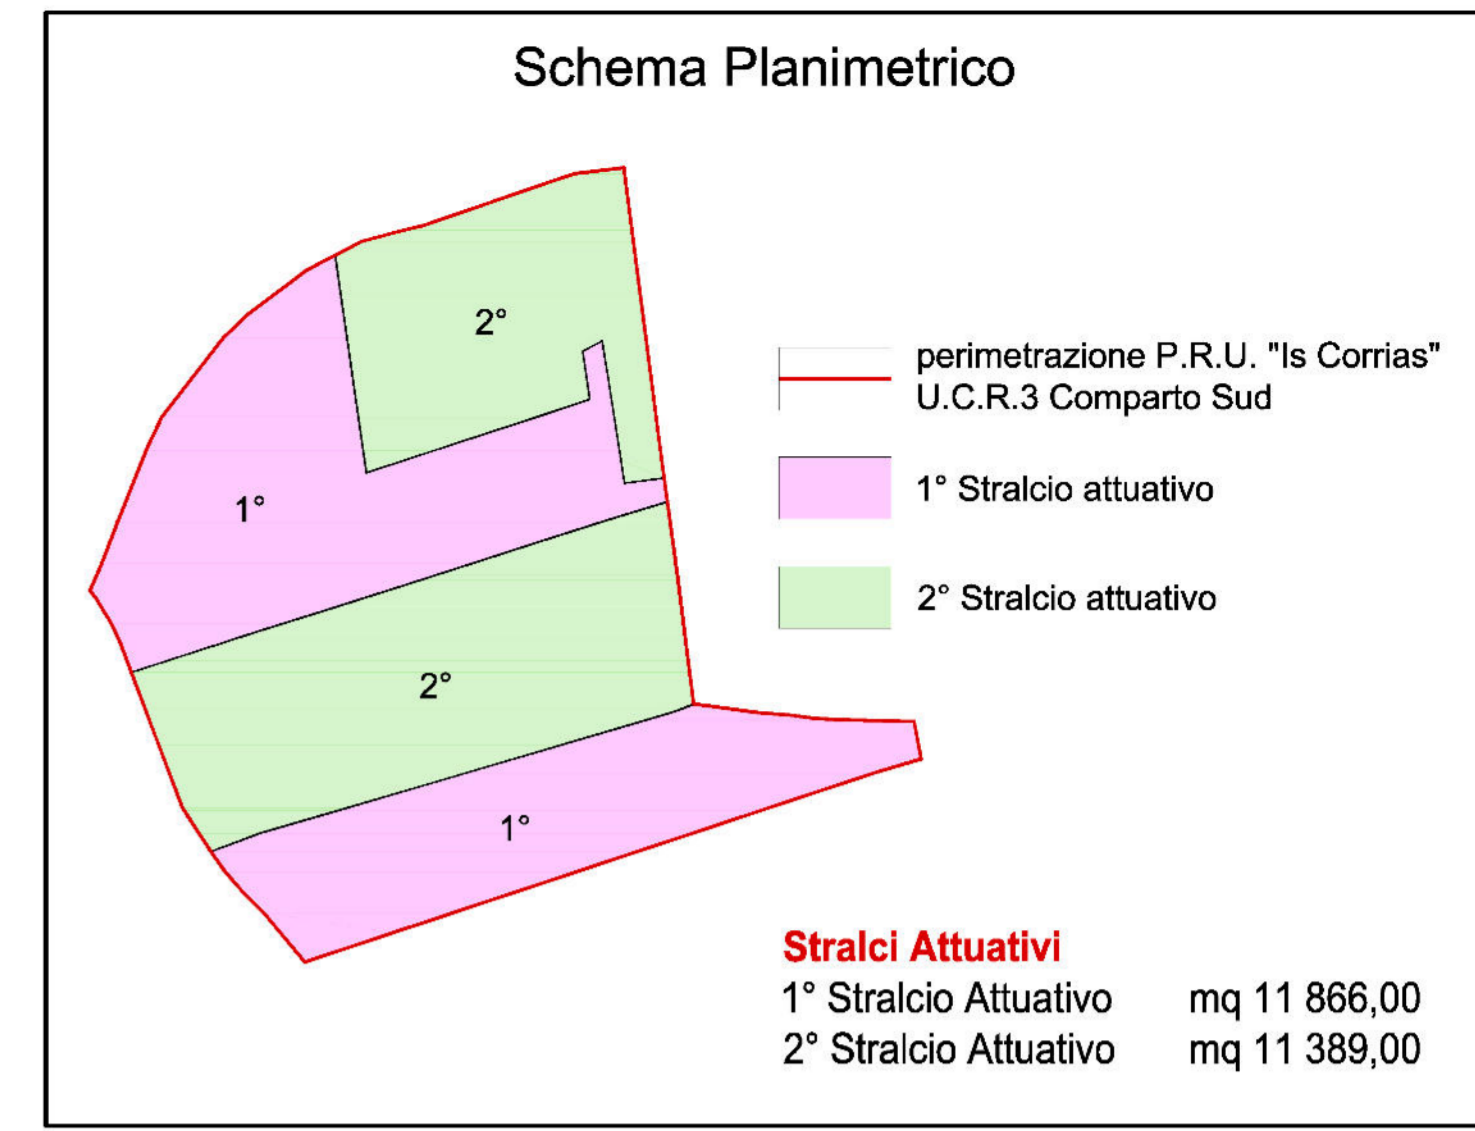 Schema Planimetrico
2°
perimetrazione P.R.U. "Is Corrias"
U.C.R.3 Comparto Sud
1° Stralcio attuativo
1°
2° Stralcio attuativo
2°
1°
Stralci Attuativi
1° Stralcio Attuativo mq 11 866,00
2° Stralcio Attuativo mq 11 389,00